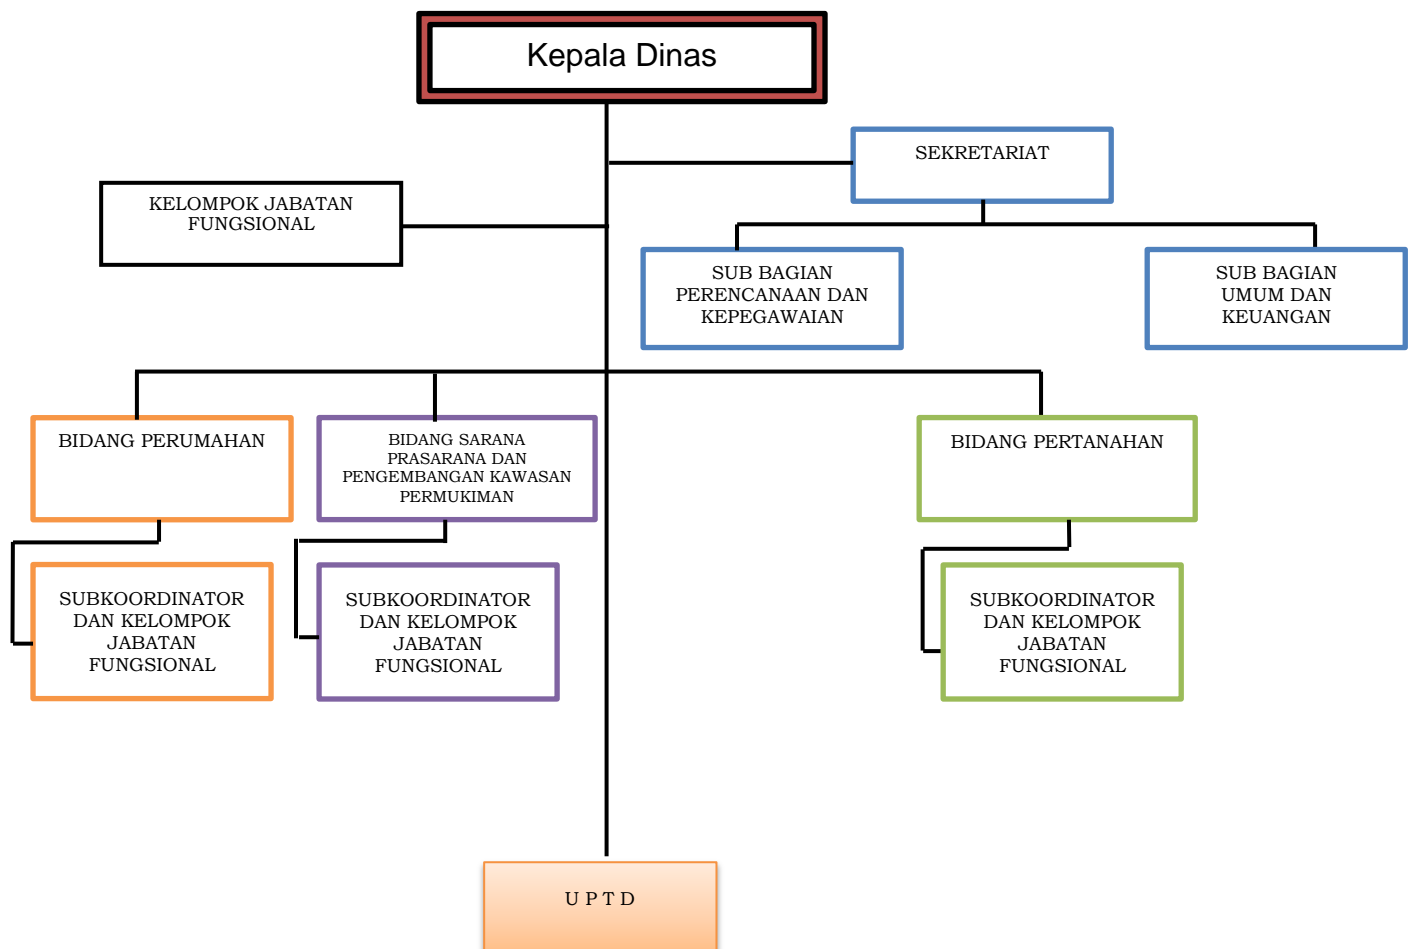 Kepala Dinas
SEKRETARIAT
KELOMPOK JABATAN
FUNGSIONAL
SUB BAGIAN
PERENCANAAN DAN
KEPEGAWAIAN
SUB BAGIAN
UMUM DAN
KEUANGAN
BIDANG PERUMAHAN
BIDANG SARANA
PRASARANA DAN
PENGEMBANGAN KAWASAN
PERMUKIMAN
BIDANG PERTANAHAN
SUBKOORDINATOR
DAN KELOMPOK
JABATAN
FUNGSIONAL
SUBKOORDINATOR
DAN KELOMPOK
JABATAN
FUNGSIONAL
SUBKOORDINATOR
DAN KELOMPOK
JABATAN
FUNGSIONAL
U P T D